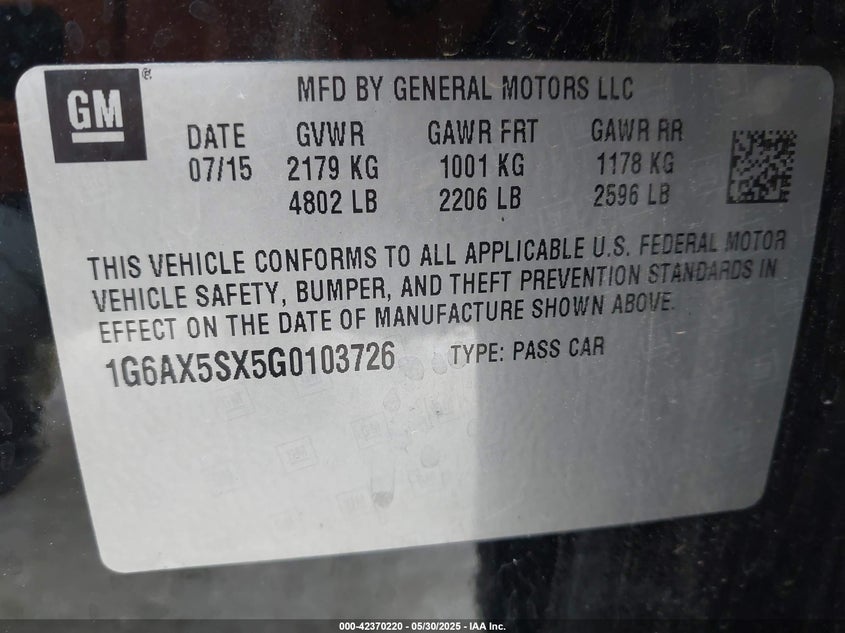 GM
MFD BY GENERAL MOTORS LLC
DATE GVWR GAWR FRT GAWR RR
07/15 2179 KG 1001 KG 1178 KG
4802 LB 2206 LB 2596 LB
THIS VEHICLE CONFORMS TO ALL APPLICABLE U.S. FEDERAL MOTOR
VEHICLE SAFETY, BUMPER, AND THEFT PREVENTION STANDARDS IN
EFFECT ON THE DATE OF MANUFACTURE SHOWN ABOVE.
1G6AX5SX5G0103726 TYPE: PASS CAR
000-42370220 - 05/30/2025 - IAA Inc.